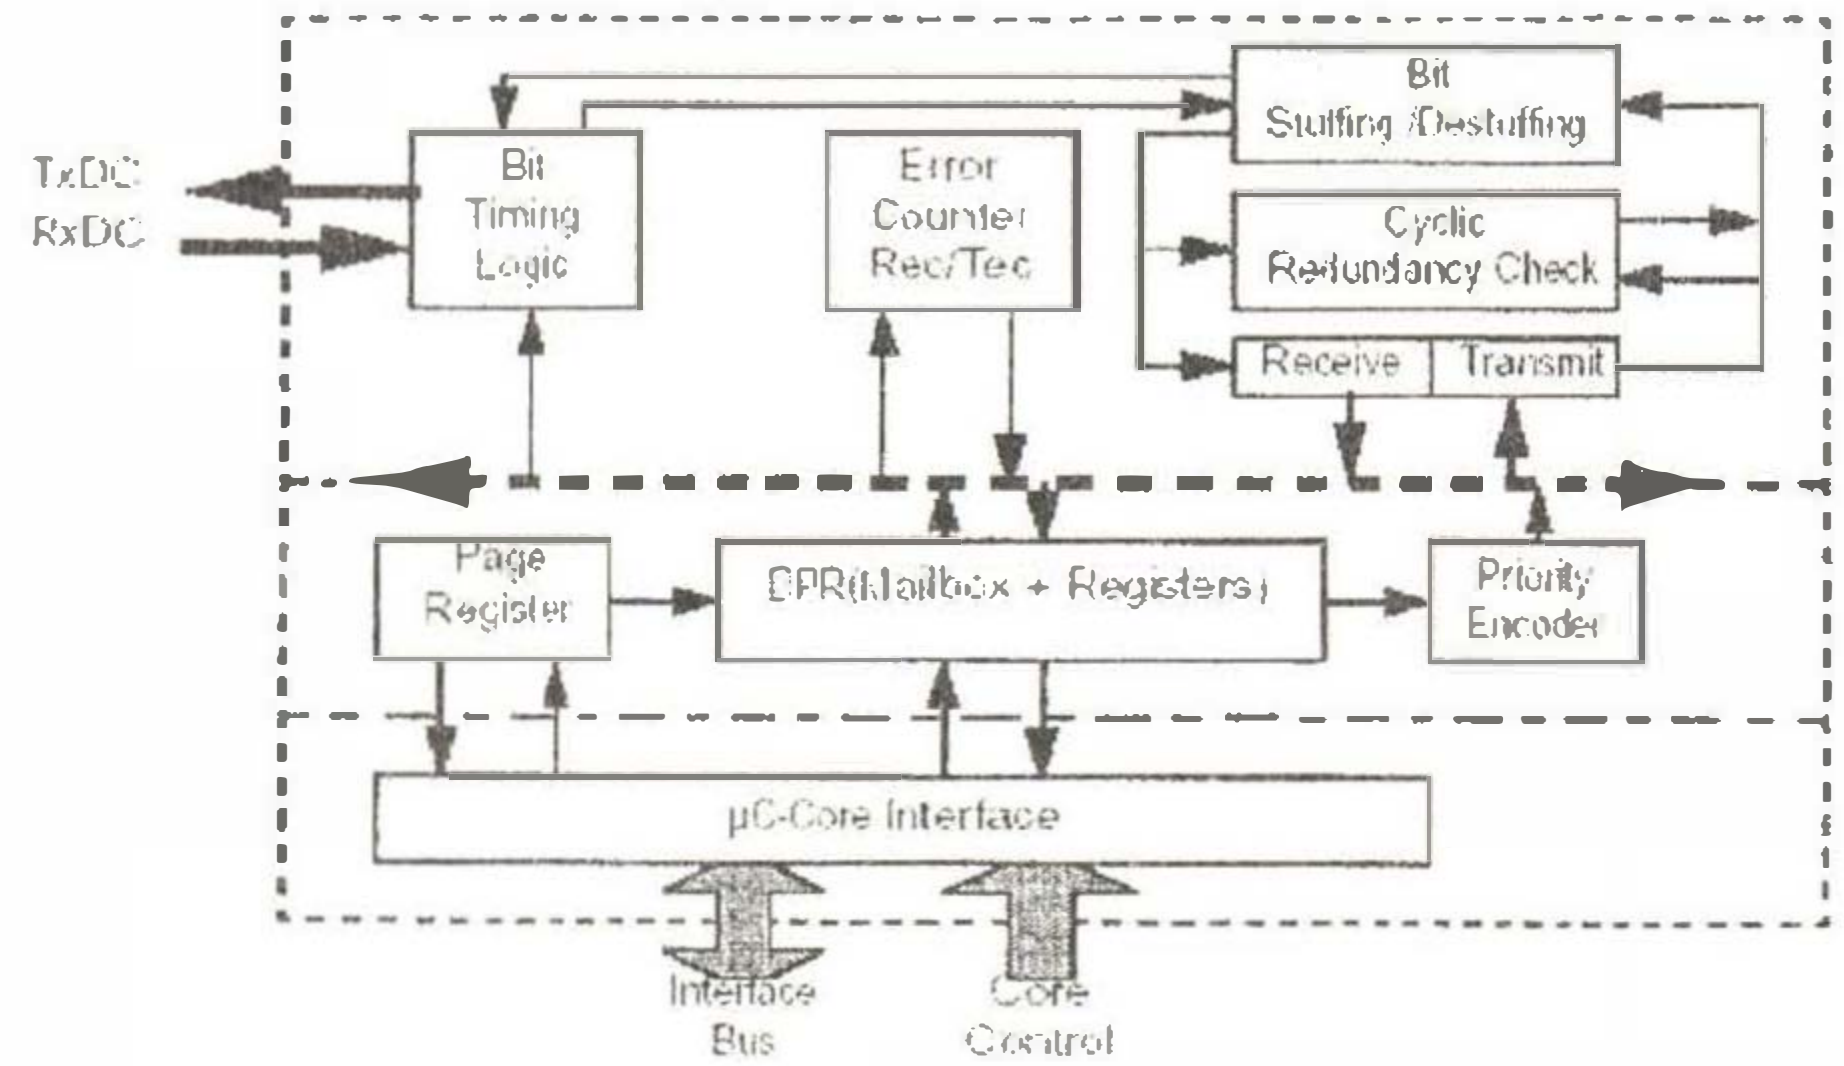 Bit
Stuffing /Destuffing
TxDC
RxDC
Bit
Timing
Logic
Error
Counter
Rec/Tec
Cyclic
Redundancy Check
Receive
Transmit
Page
Register
DPR(Mailbox + Registers)
Priority
Encoder
µC-Core Interface
Interface
Bus
Core
Control